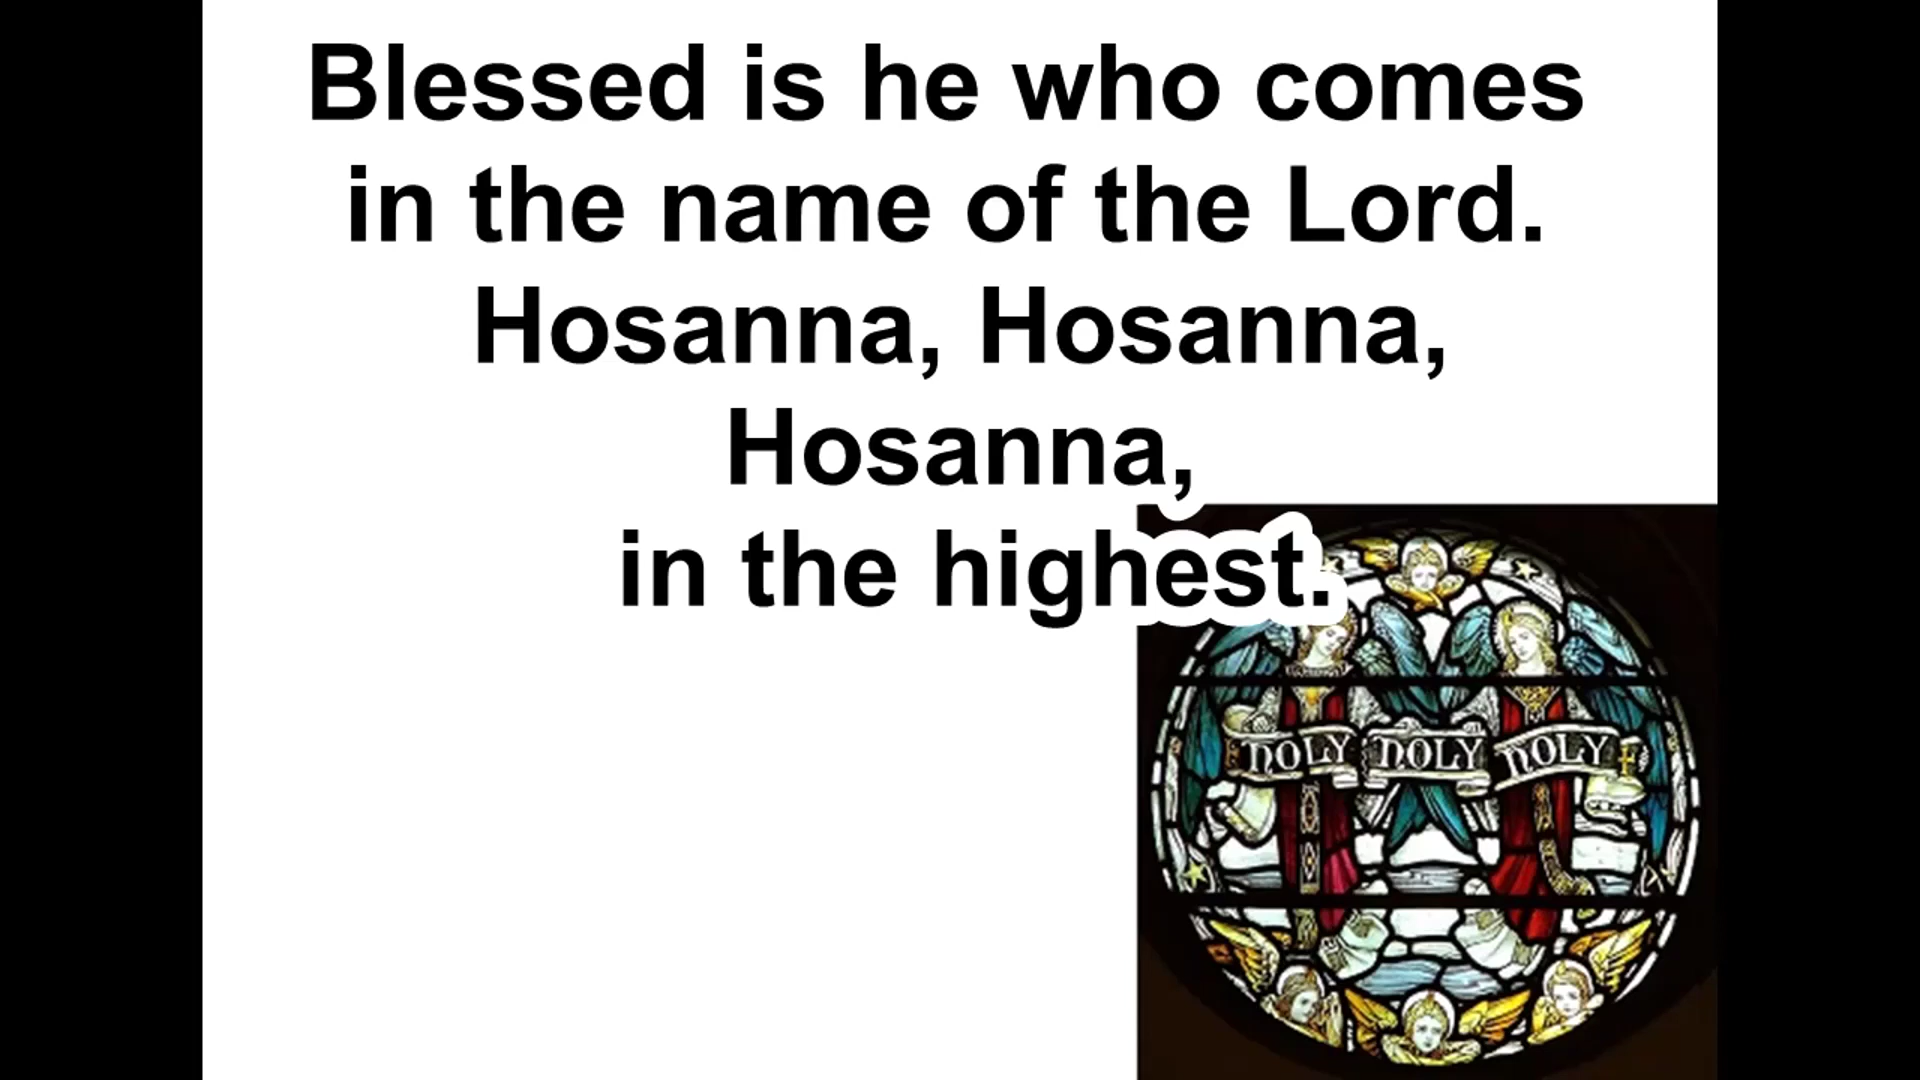 Blessed is he who comes
in the name of the Lord.
Hosanna, Hosanna,
Hosanna,
in the highest.
HOLY HOLY HOLY